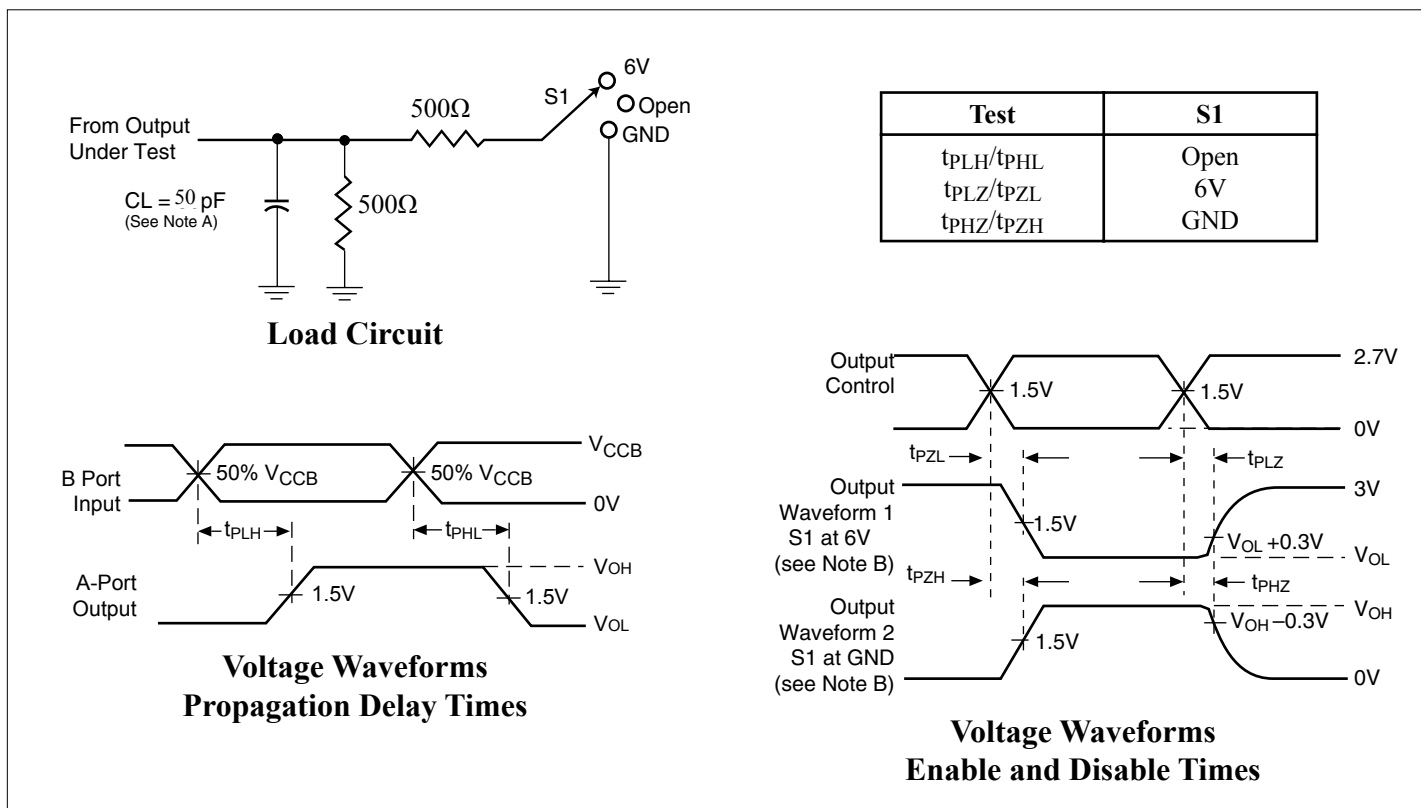 6V
S1
Open
GND
500Ω
From Output
Under Test
CL = 50 pF
(See Note A)
500Ω
Load Circuit
Test S1
tPLH/tPHL Open
tPLZ/tPZL 6V
tPHZ/tPZH GND
B Port
Input
50% VCCB
50% VCCB
VCCB
0V
tPLH
tPHL
A-Port
Output
1.5V
1.5V
VOH
VOL
Voltage Waveforms
Propagation Delay Times
Output
Control
1.5V
1.5V
2.7V
0V
tPZL
tPLZ
Output
Waveform 1
S1 at 6V
(see Note B)
1.5V
3V
VOL +0.3V
VOL
tPZH
tPHZ
Output
Waveform 2
S1 at GND
(see Note B)
1.5V
VOH
VOH –0.3V
0V
Voltage Waveforms
Enable and Disable Times